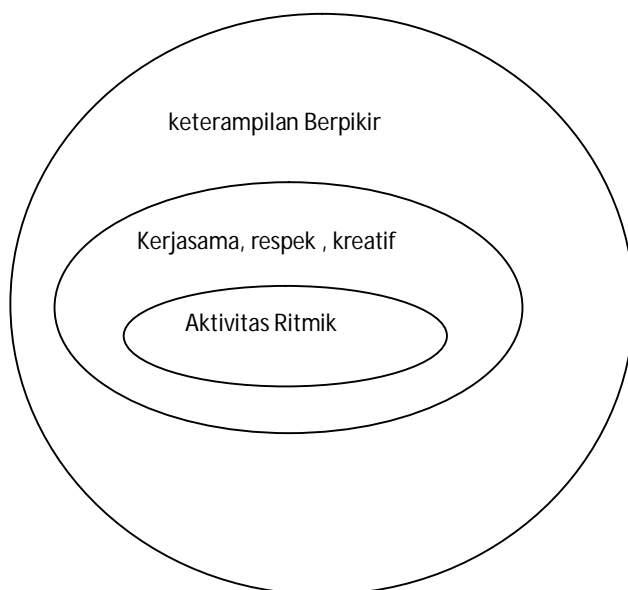 keterampilan Berpikir
Kerjasama, respek , kreatif
Aktivitas Ritmik